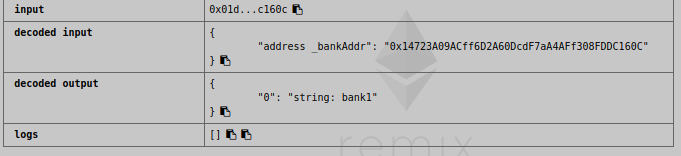 input 0x01d...c160c
decoded input {
"address _bankAddr": "0x14723A09ACff6D2A60DcdF7aA4AFf308FDDC160C"
}
decoded output {
"0": "string: bank1"
}
logs []
remix